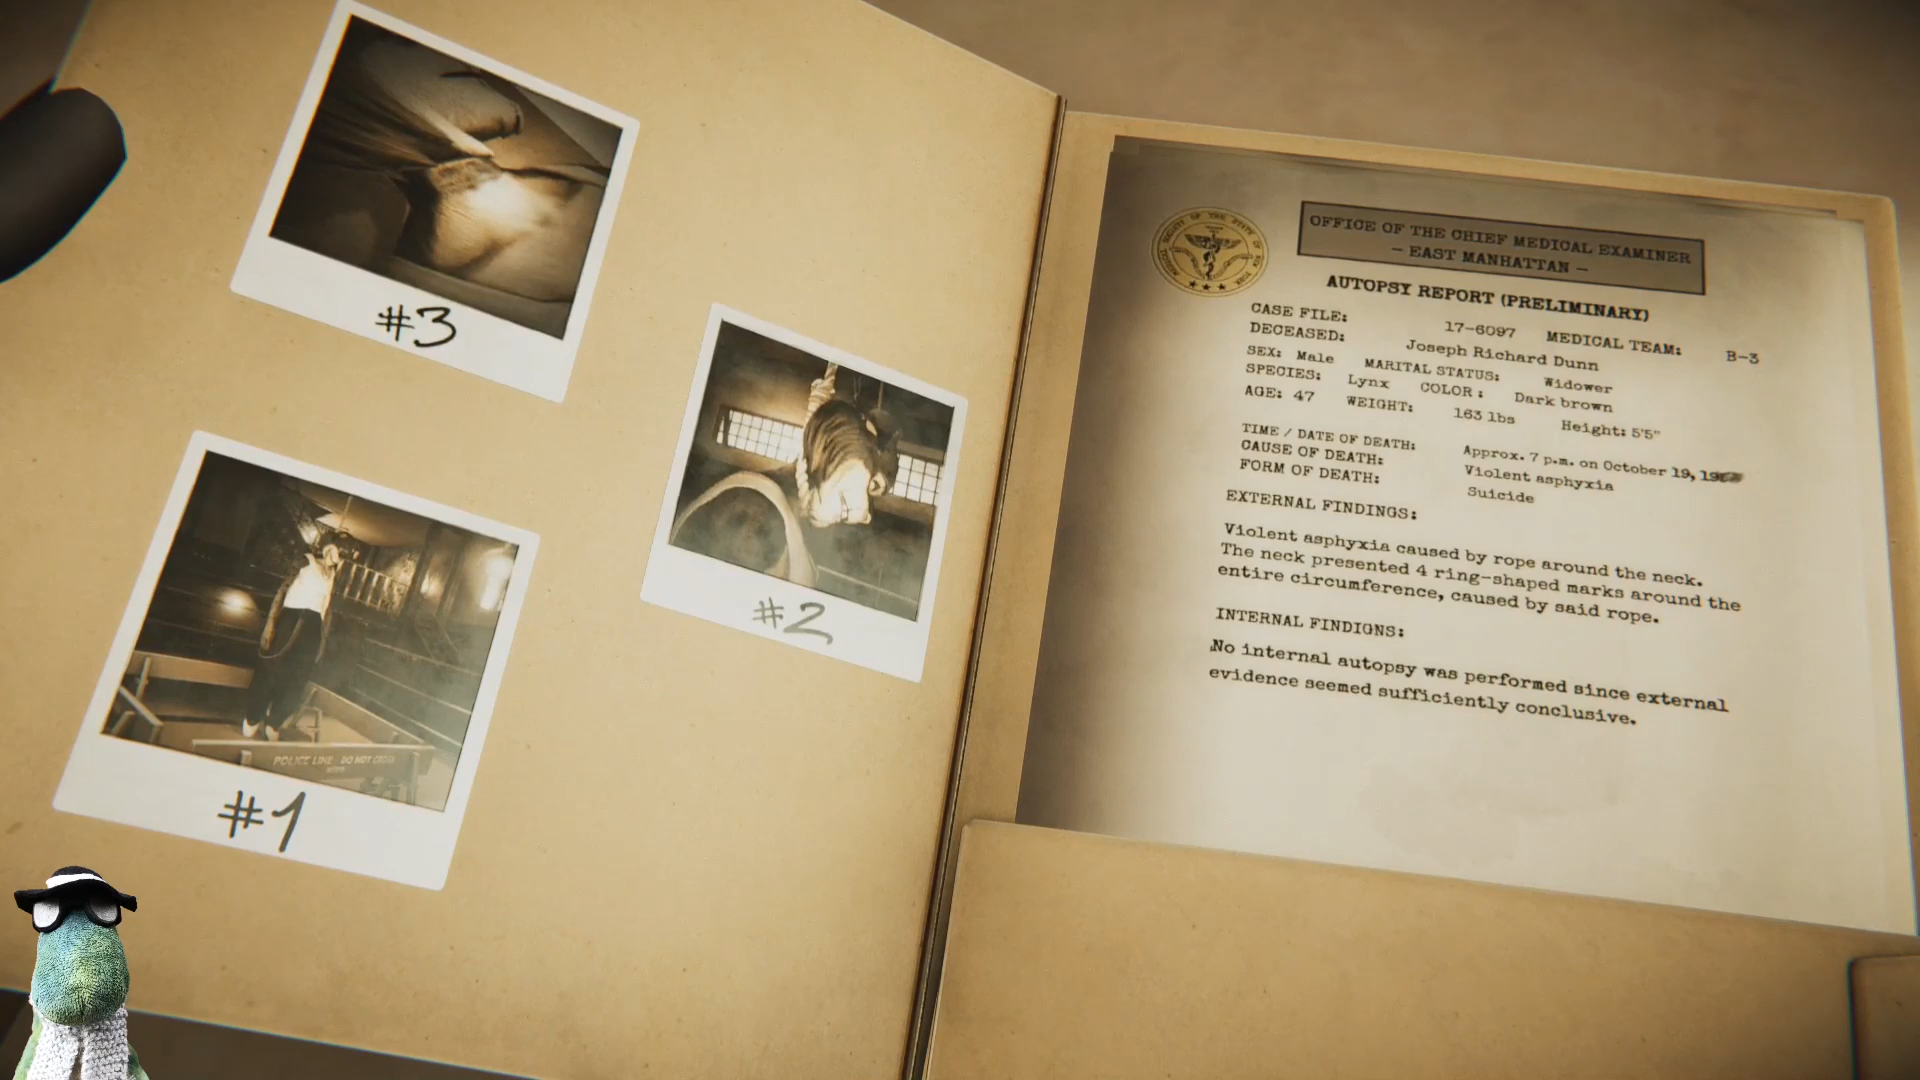 #3
#2
#1
POLICE LINE - DO NOT CROSS
OFFICE OF THE CHIEF MEDICAL EXAMINER
- EAST MANHATTAN -
AUTOPSY REPORT (PRELIMINARY)
CASE FILE: 17-6097 MEDICAL TEAM: B-3
DECEASED: Joseph Richard Dunn
SEX: Male MARITAL STATUS: Widower
SPECIES: Lynx COLOR: Dark brown
AGE: 47 WEIGHT: 163 lbs Height: 5'5"
TIME / DATE OF DEATH: Approx. 7 p.m. on October 19,
CAUSE OF DEATH: Violent asphyxia
FORM OF DEATH: Suicide
EXTERNAL FINDINGS:
Violent asphyxia caused by rope around the neck.
The neck presented 4 ring-shaped marks around the
entire circumference, caused by said rope.
INTERNAL FINDIGNS:
No internal autopsy was performed since external
evidence seemed sufficiently conclusive.